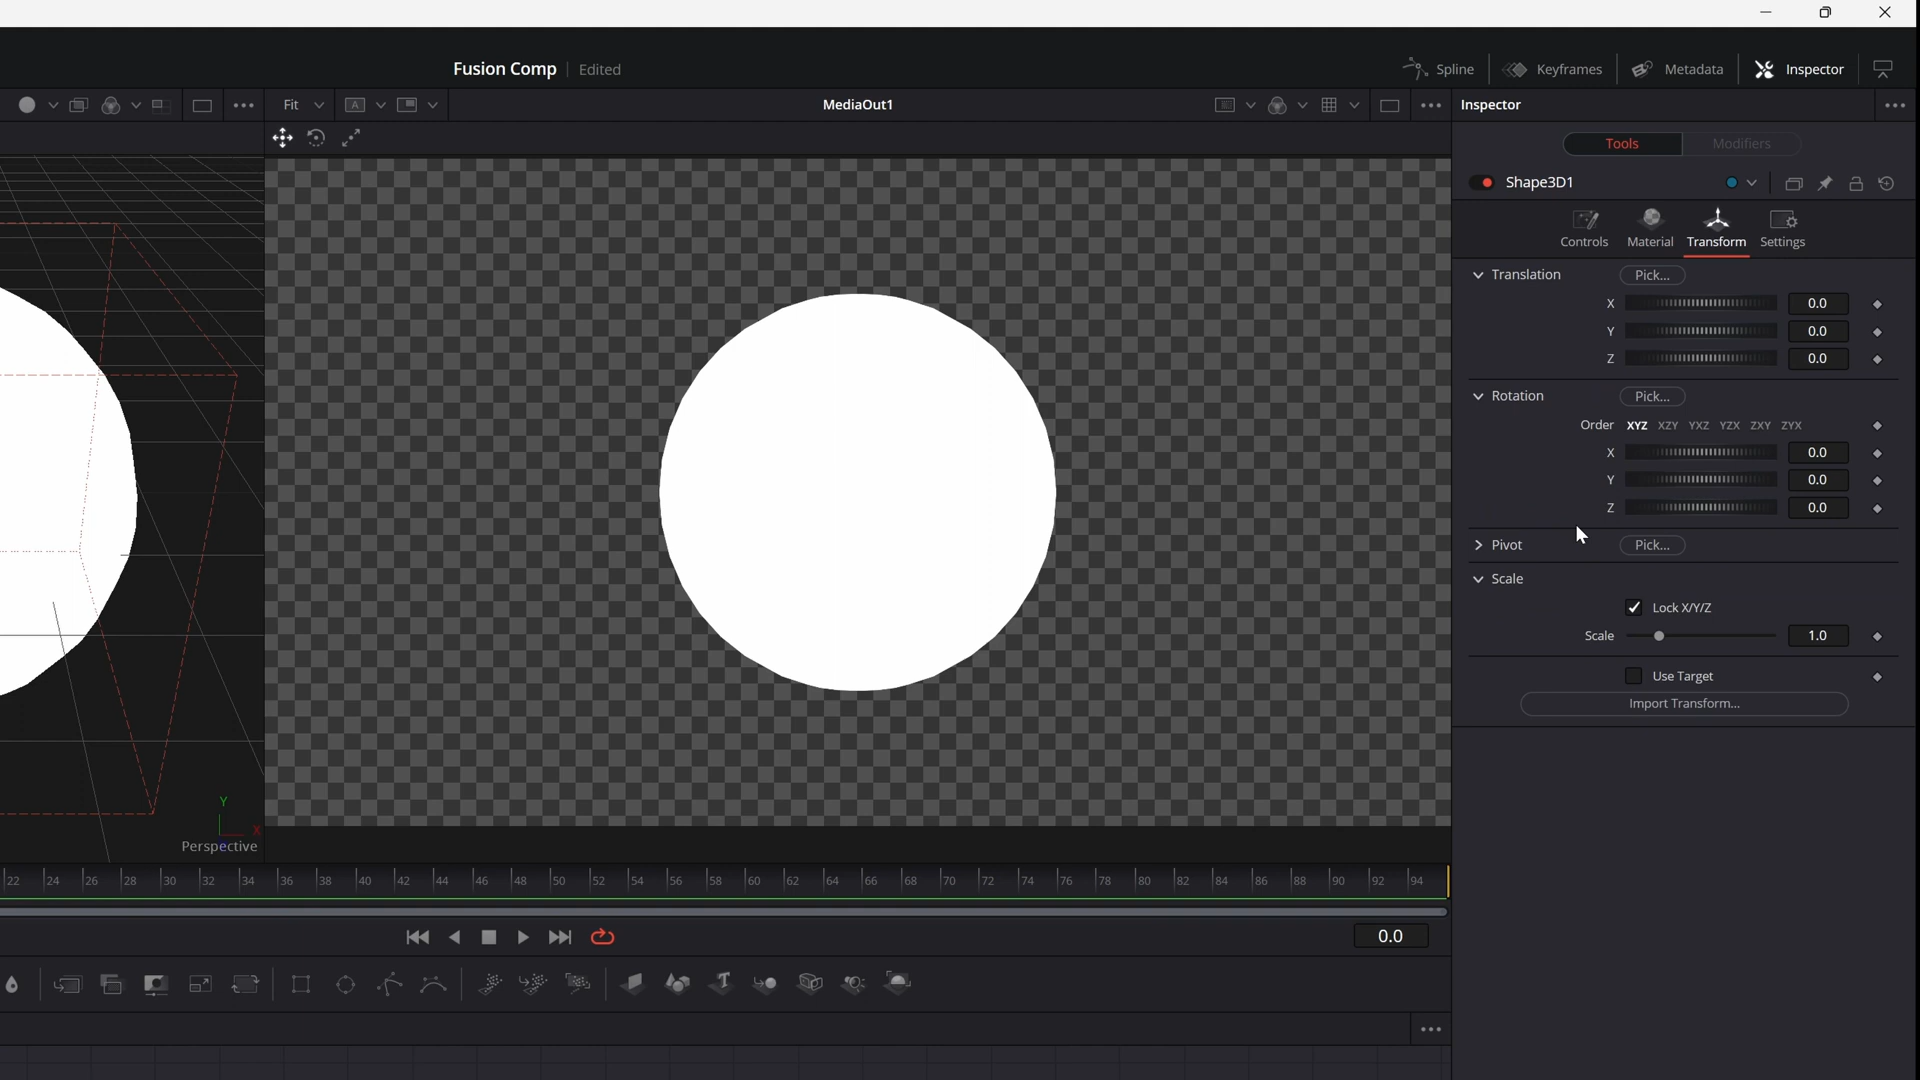 Fusion Comp Edited
Spline Keyframes Metadata Inspector
Fit A MediaOut1
Inspector
Tools Modifiers
Shape3D1
Controls Material Transform Settings
Translation Pick...
X 0.0
Y 0.0
Z 0.0
Rotation Pick...
Order XYZ XZY YXZ YZX ZXY ZYX
X 0.0
Y 0.0
Z 0.0
Pivot Pick...
Scale
Lock X/Y/Z
Scale 1.0
Use Target
Import Transform...
Y
X
Perspective
22 24 26 28 30 32 34 36 38 40 42 44 46 48 50 52 54 56 58 60 62 64 66 68 70 72 74 76 78 80 82 84 86 88 90 92 94
0.0
T